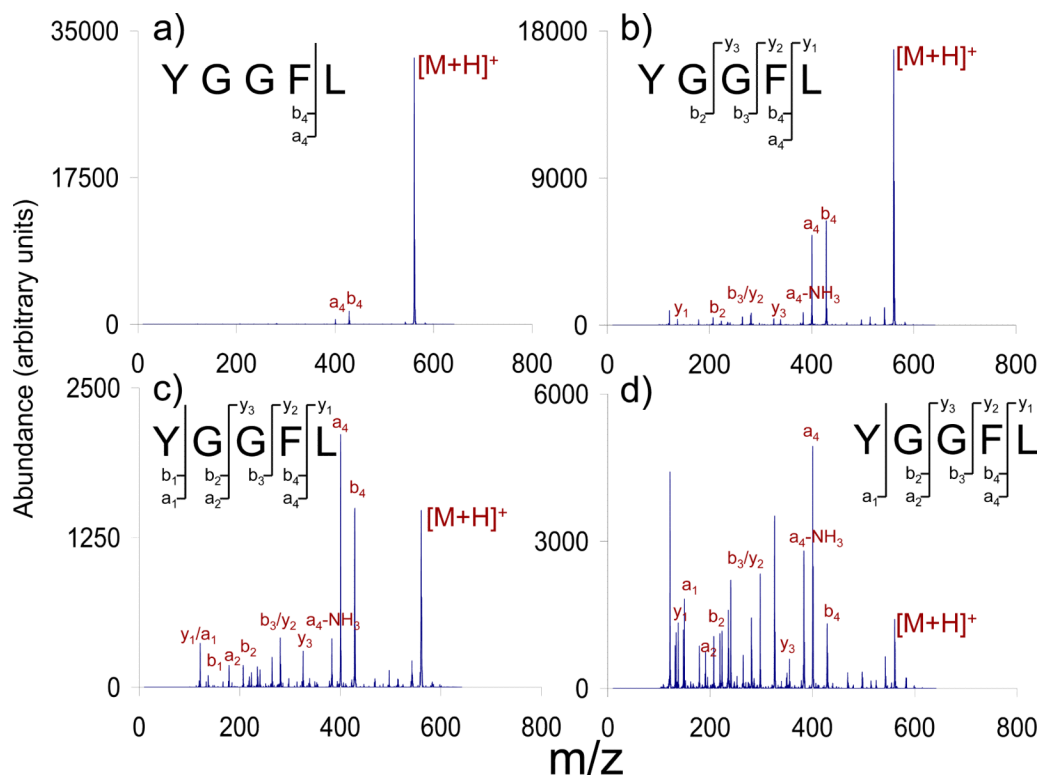 Abundance (arbitrary units)
a)
35000
17500
0
[M+H]⁺
Y G G F L
b₄
a₄
a₄ b₄
0 200 400 600 800
b)
18000
9000
0
y₃ y₂ y₁
Y G G F L
b₂ b₃ b₄
a₄
[M+H]⁺
a₄ b₄
y₁ b₂ b₃/y₂ y₃ a₄-NH₃
0 200 400 600 800
c)
2500
1250
0
y₃ y₂ y₁
Y G G F L
b₁ b₂ b₃ b₄
a₁ a₂ a₄
a₄
b₄
[M+H]⁺
y₁/a₁ b₁ a₂ b₂ b₃/y₂ y₃ a₄-NH₃
0 200 400 600 800
d)
6000
3000
0
y₃ y₂ y₁
Y G G F L
b₂ b₃ b₄
a₁ a₂ a₄
a₄
a₄-NH₃
b₃/y₂
a₁
y₁ a₂ b₂ y₃ b₄
[M+H]⁺
0 200 400 600 800
m/z